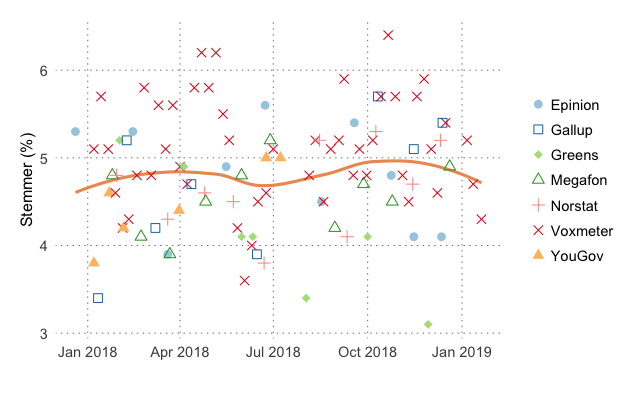 Stemmer (%)
6
5
4
3
Jan 2018 Apr 2018 Jul 2018 Oct 2018 Jan 2019
Epinion
Gallup
Greens
Megafon
Norstat
Voxmeter
YouGov